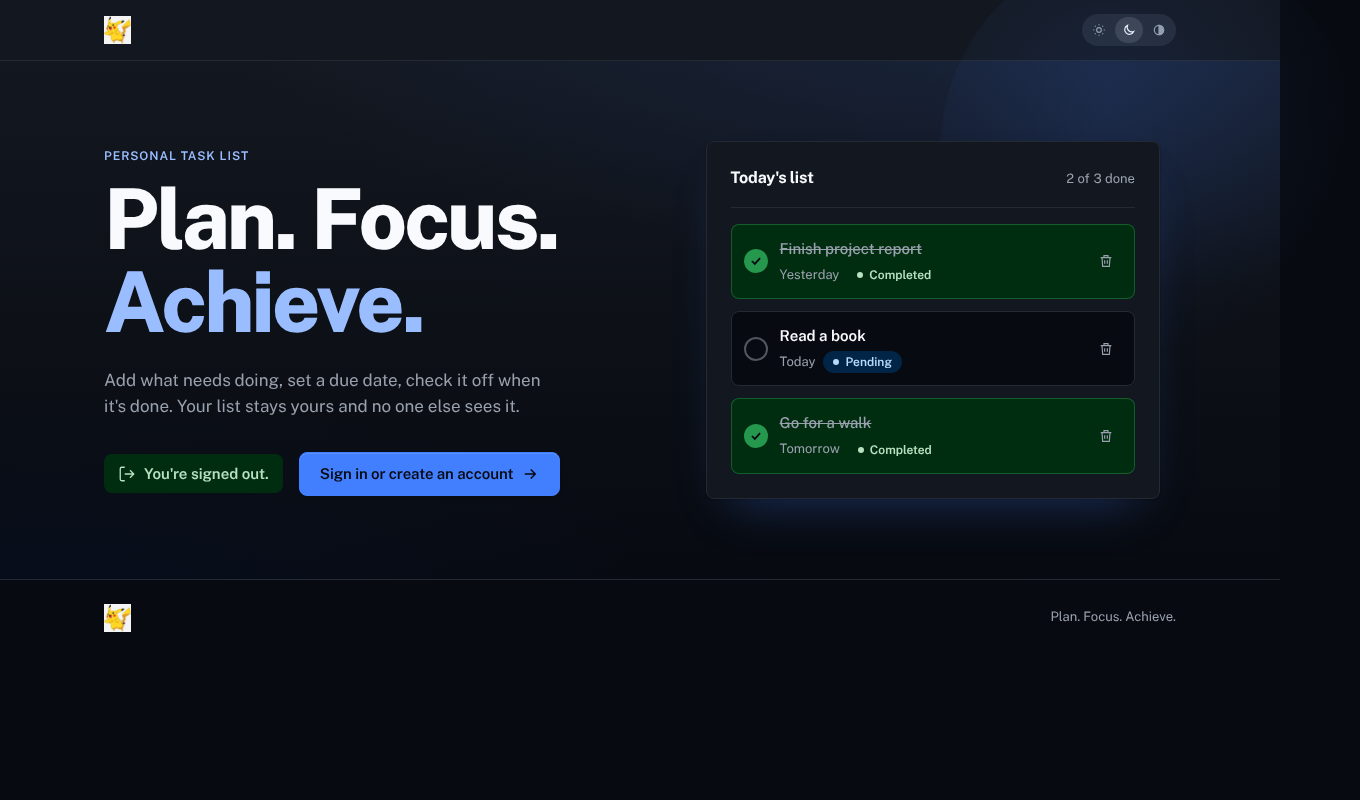 PERSONAL TASK LIST
Plan. Focus.
Achieve.
Add what needs doing, set a due date, check it off when
it's done. Your list stays yours and no one else sees it.
You're signed out.
Sign in or create an account
Today's list
2 of 3 done
Finish project report
Yesterday
Completed
Read a book
Today
Pending
Go for a walk
Tomorrow
Completed
Plan. Focus. Achieve.